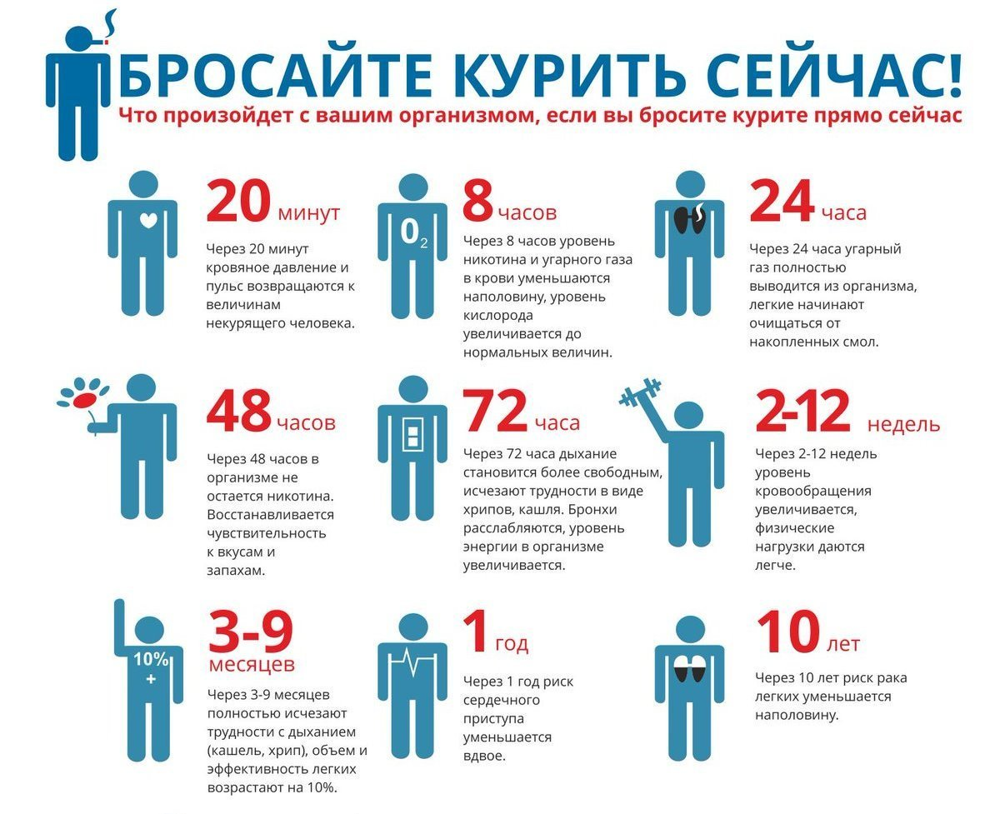 БРОСАЙТЕ КУРИТЬ СЕЙЧАС!
Что произойдет с вашим организмом, если вы бросите курите прямо сейчас
20 минут
Через 20 минут
кровяное давление и
пульс возвращаются к
величинам
некурящего человека.
O2
8 часов
Через 8 часов уровень
никотина и угарного газа
в крови уменьшаются
наполовину, уровень
кислорода
увеличивается до
нормальных величин.
24 часа
Через 24 часа угарный
газ полностью
выводится из организма,
легкие начинают
очищаться от
накопленных смол.
48 часов
Через 48 часов в
организме не
остается никотина.
Восстанавливается
чувствительность
к вкусам и
запахам.
72 часа
Через 72 часа дыхание
становится более свободным,
исчезают трудности в виде
хрипов, кашля. Бронхи
расслабляются, уровень
энергии в организме
увеличивается.
2-12 недель
Через 2-12 недель
уровень
кровообращения
увеличивается,
физические
нагрузки даются
легче.
10%
+
3-9
месяцев
Через 3-9 месяцев
полностью исчезают
трудности с дыханием
(кашель, хрип), объем и
эффективность легких
возрастают на 10%.
1 год
Через 1 год риск
сердечного
приступа
уменьшается
вдвое.
10 лет
Через 10 лет риск рака
легких уменьшается
наполовину.